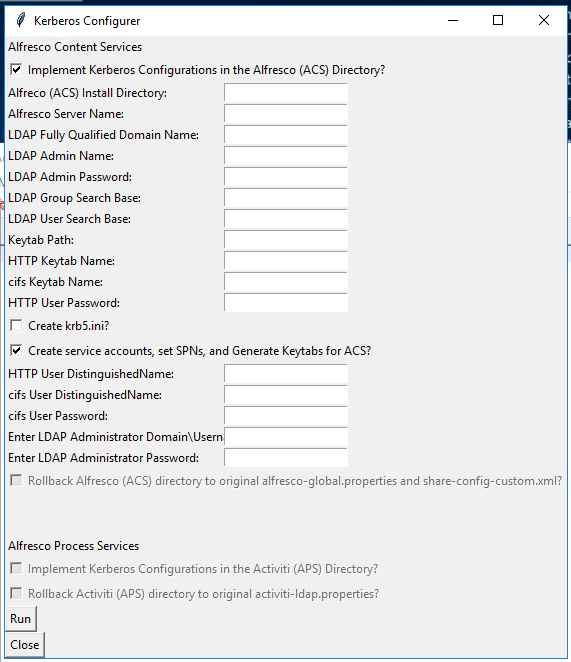 Kerberos Configurer
Alfresco Content Services
Implement Kerberos Configurations in the Alfresco (ACS) Directory?
Alfreco (ACS) Install Directory:
Alfresco Server Name:
LDAP Fully Qualified Domain Name:
LDAP Admin Name:
LDAP Admin Password:
LDAP Group Search Base:
LDAP User Search Base:
Keytab Path:
HTTP Keytab Name:
cifs Keytab Name:
HTTP User Password:
Create krb5.ini?
Create service accounts, set SPNs, and Generate Keytabs for ACS?
HTTP User DistinguishedName:
cifs User DistinguishedName:
cifs User Password:
Enter LDAP Administrator Domain\Usern
Enter LDAP Administrator Password:
Rollback Alfresco (ACS) directory to original alfresco-global.properties and share-config-custom.xml?
Alfresco Process Services
Implement Kerberos Configurations in the Activiti (APS) Directory?
Rollback Activiti (APS) directory to original activiti-ldap.properties?
Run
Close